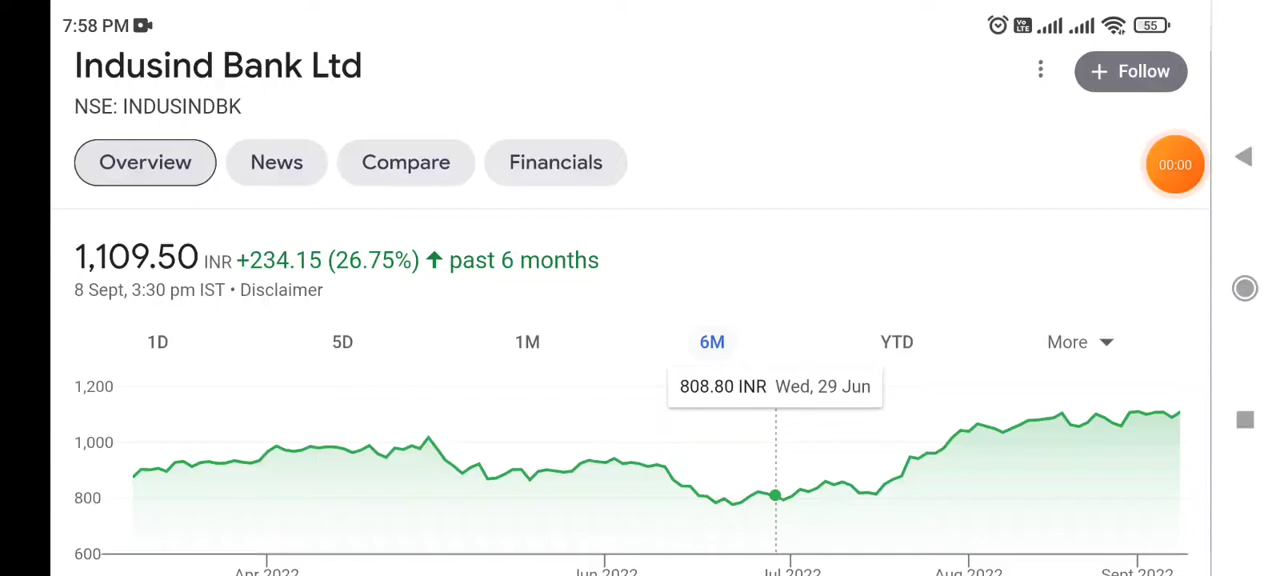 7:58 PM
Vo LTE
55
Indusind Bank Ltd
+ Follow
NSE: INDUSINDBK
Overview News Compare Financials
00:00
1,109.50 INR +234.15 (26.75%) ↑ past 6 months
8 Sept, 3:30 pm IST • Disclaimer
1D 5D 1M 6M YTD More
808.80 INR Wed, 29 Jun
1,200
1,000
800
600
Apr 2022 Jun 2022 Jul 2022 Aug 2022 Sept 2022